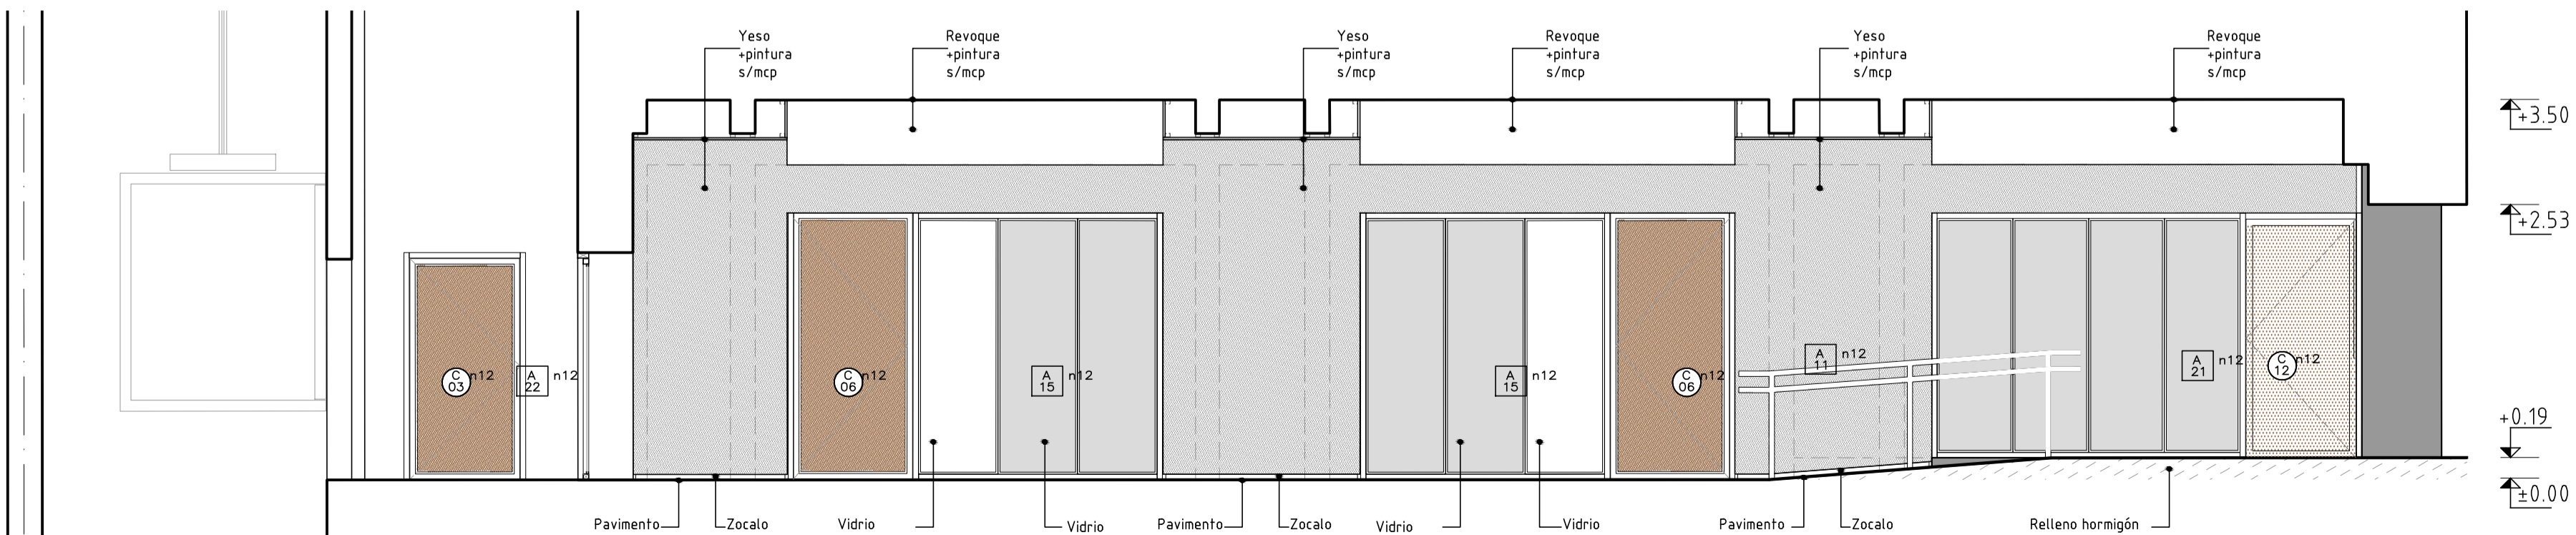 Yeso
+pintura
s/mcp
Revoque
+pintura
s/mcp
Yeso
+pintura
s/mcp
Revoque
+pintura
s/mcp
Yeso
+pintura
s/mcp
Revoque
+pintura
s/mcp
+3.50
+2.53
C
03
n12
A
22
n12
C
06
n12
A
15
n12
A
15
n12
C
06
n12
A
11
n12
A
21
n12
C
12
n12
+0.19
±0.00
Pavimento
Zocalo
Vidrio
Vidrio
Pavimento
Zocalo
Vidrio
Vidrio
Pavimento
Zocalo
Relleno hormigón